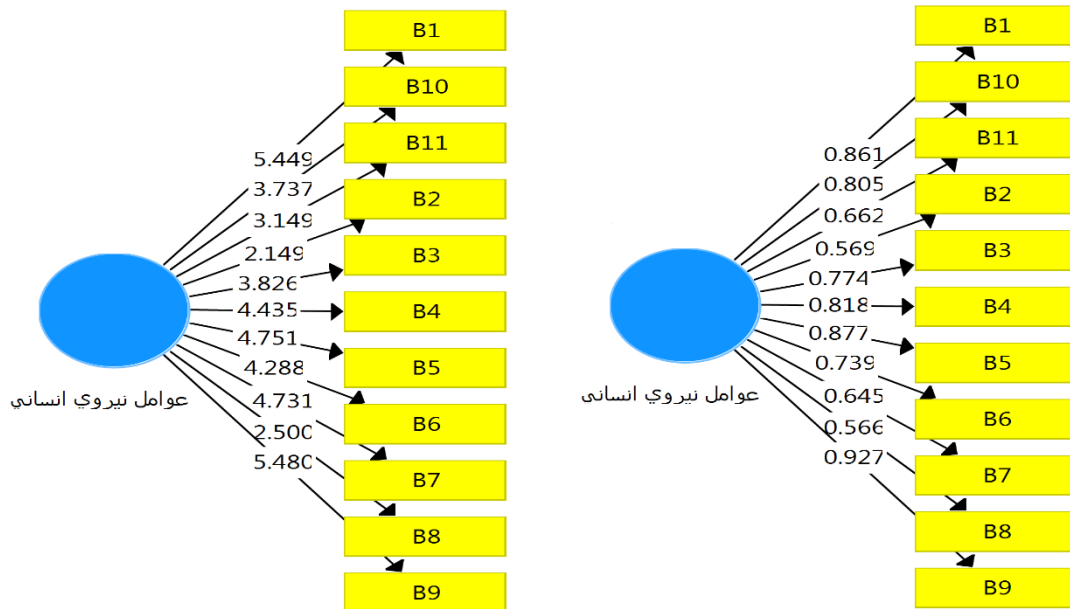 B1
B10
B11
B2
B3
B4
B5
B6
B7
B8
B9
5.449
3.737
3.149
2.149
3.826
4.435
4.751
4.288
4.731
2.500
5.480
عوامل نيروي انساني
B1
B10
B11
B2
B3
B4
B5
B6
B7
B8
B9
0.861
0.805
0.662
0.569
0.774
0.818
0.877
0.739
0.645
0.566
0.927
عوامل نيروي انسانی